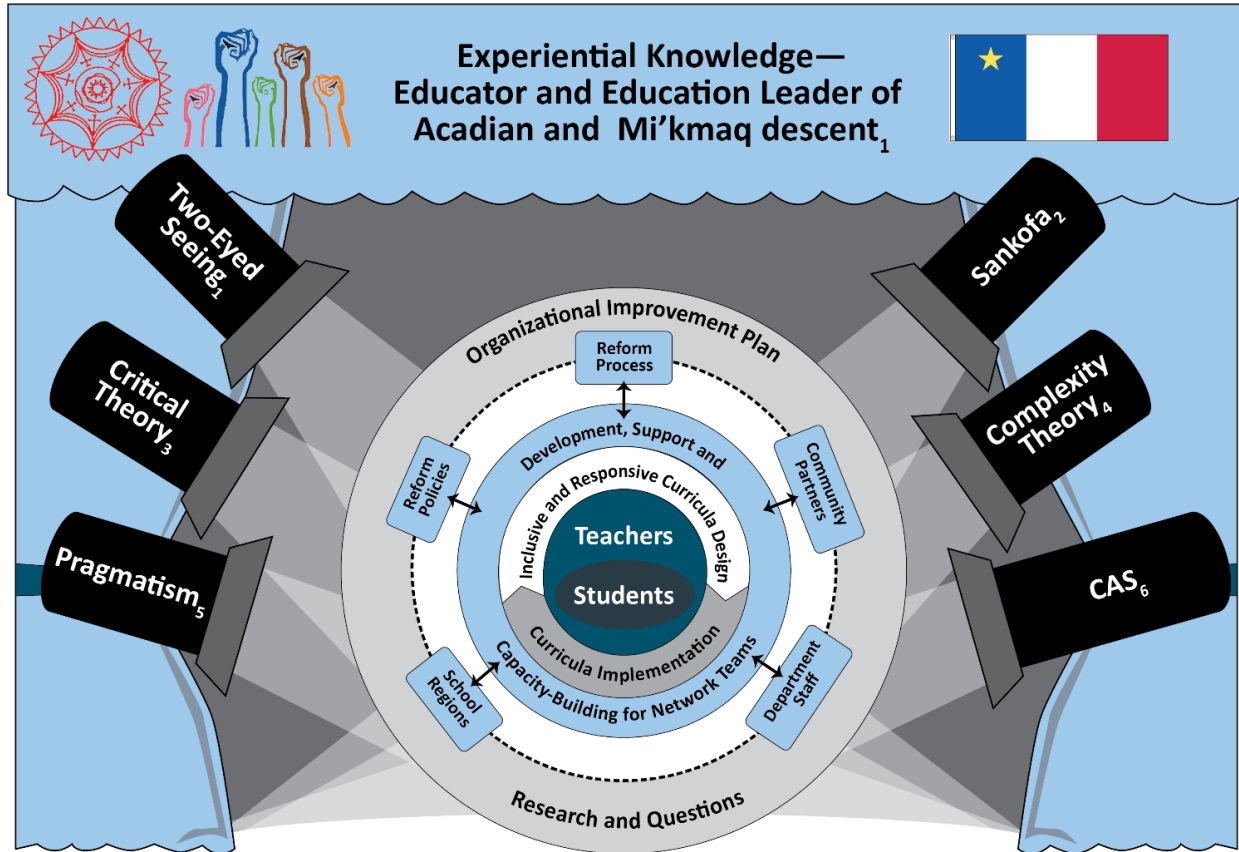 Experiential Knowledge—
Educator and Education Leader of
Acadian and Mi'kmaq descent1
Two-Eyed
Seeing1
Sankofa2
Critical
Theory3
Complexity
Theory4
Pragmatism5
CAS6
Organizational Improvement Plan
Reform
Process
Reform
Policies
Community
Partners
Development, Support and
Inclusive and Responsive Curricula Design
Teachers
Students
Curricula Implementation
Capacity-Building for Network Teams
School
Regions
Department
Staff
Research and Questions